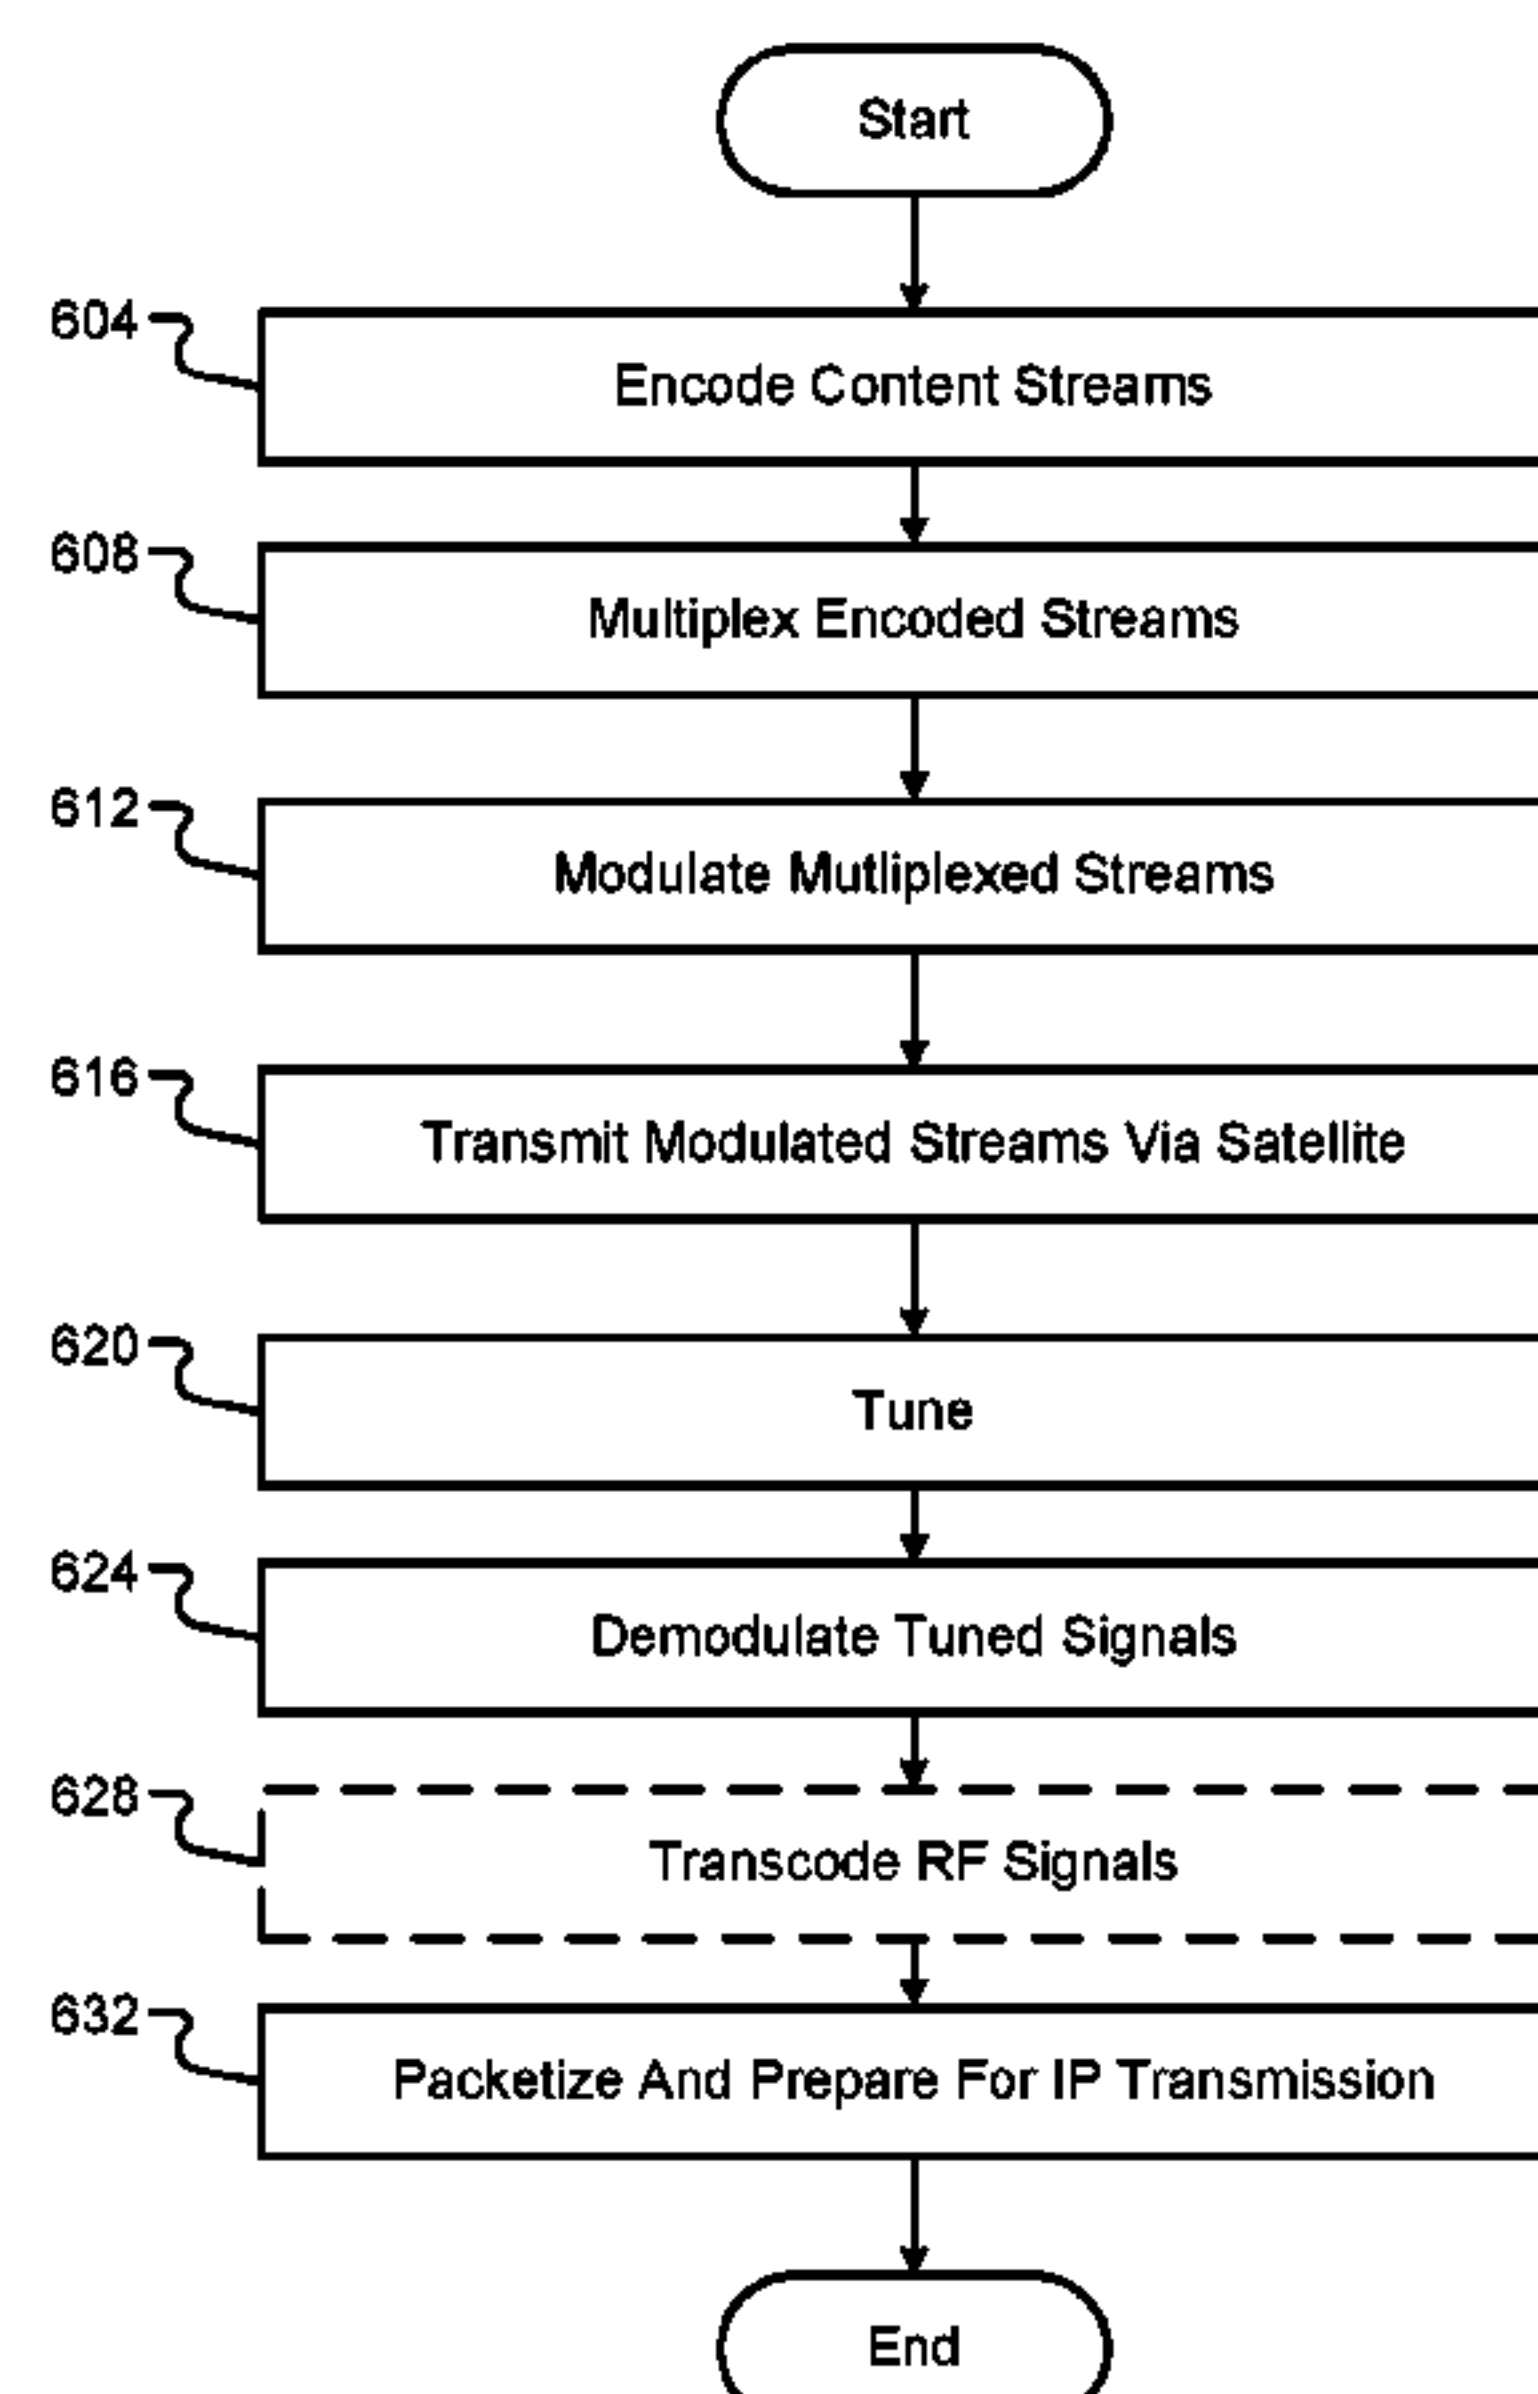 Start
604
Encode Content Streams
608
Multiplex Encoded Streams
612
Modulate Mutliplexed Streams
616
Transmit Modulated Streams Via Satellite
620
Tune
624
Demodulate Tuned Signals
628
Transcode RF Signals
632
Packetize And Prepare For IP Transmission
End